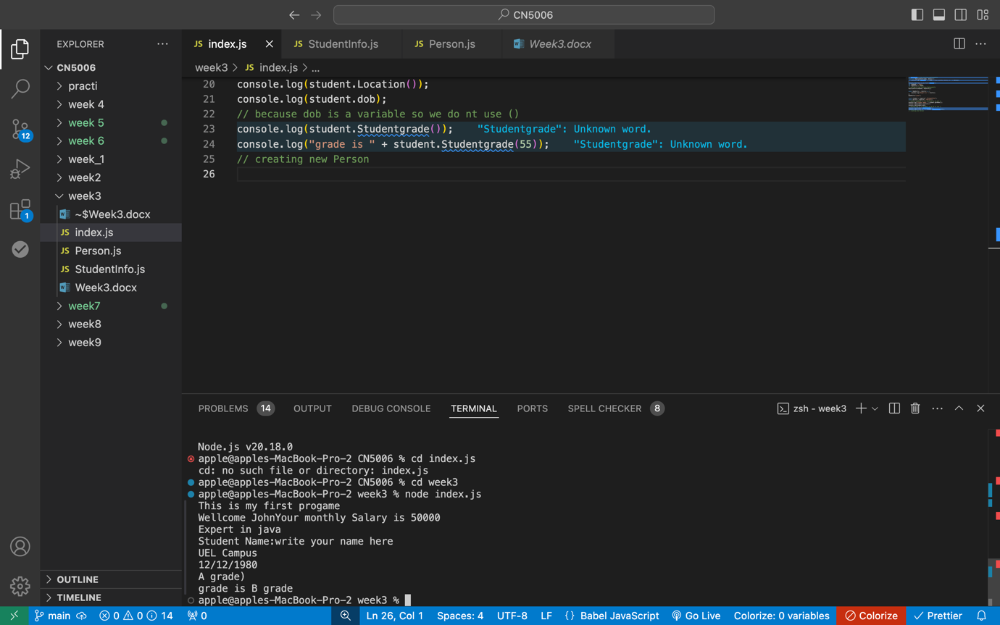 CN5006
EXPLORER
CN5006
practi
week 4
week 5
week 6
week_1
week2
week3
~$Week3.docx
JS index.js
JS Person.js
JS StudentInfo.js
Week3.docx
week7
week8
week9
OUTLINE
TIMELINE
12
1
JS index.js
JS StudentInfo.js
JS Person.js
Week3.docx
week3 > JS index.js > ...
20 console.log(student.Location());
21 console.log(student.dob);
22 // because dob is a variable so we do nt use ()
23 console.log(student.Studentgrade()); "Studentgrade": Unknown word.
24 console.log("grade is " + student.Studentgrade(55)); "Studentgrade": Unknown word.
25 // creating new Person
26
PROBLEMS 14 OUTPUT DEBUG CONSOLE TERMINAL PORTS SPELL CHECKER 8 zsh - week3
Node.js v20.18.0
apple@apples-MacBook-Pro-2 CN5006 % cd index.js
cd: no such file or directory: index.js
apple@apples-MacBook-Pro-2 CN5006 % cd week3
apple@apples-MacBook-Pro-2 week3 % node index.js
This is my first progame
Wellcome JohnYour monthly Salary is 50000
Expert in java
Student Name:write your name here
UEL Campus
12/12/1980
A grade)
grade is B grade
apple@apples-MacBook-Pro-2 week3 %
main 0 0 14 0 Ln 26, Col 1 Spaces: 4 UTF-8 LF {} Babel JavaScript Go Live Colorize: 0 variables Colorize Prettier